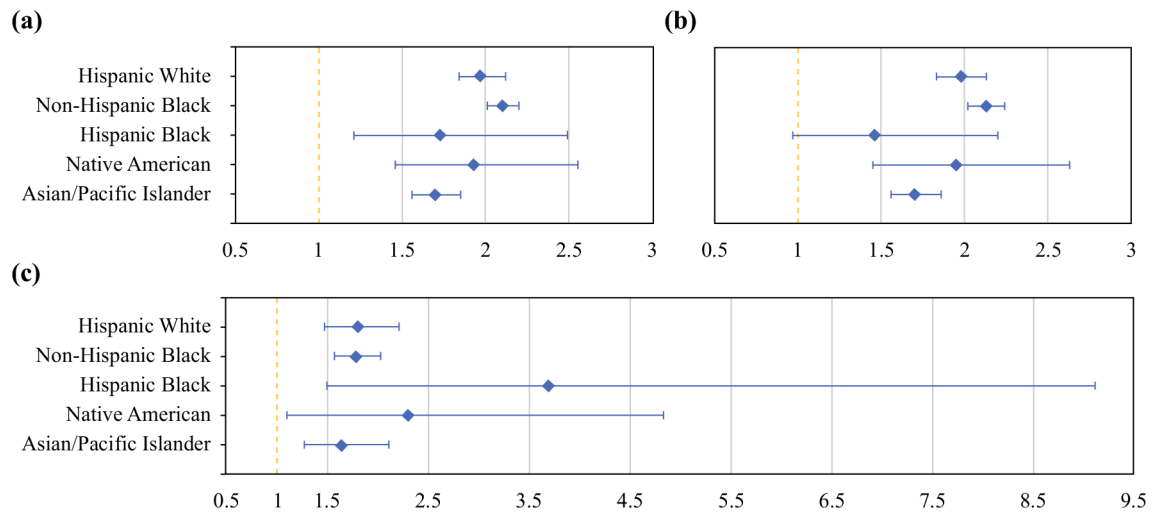 (a)
Hispanic White
Non-Hispanic Black
Hispanic Black
Native American
Asian/Pacific Islander
0.5 1 1.5 2 2.5 3
(b)
0.5 1 1.5 2 2.5 3
(c)
Hispanic White
Non-Hispanic Black
Hispanic Black
Native American
Asian/Pacific Islander
0.5 1 1.5 2.5 3.5 4.5 5.5 6.5 7.5 8.5 9.5